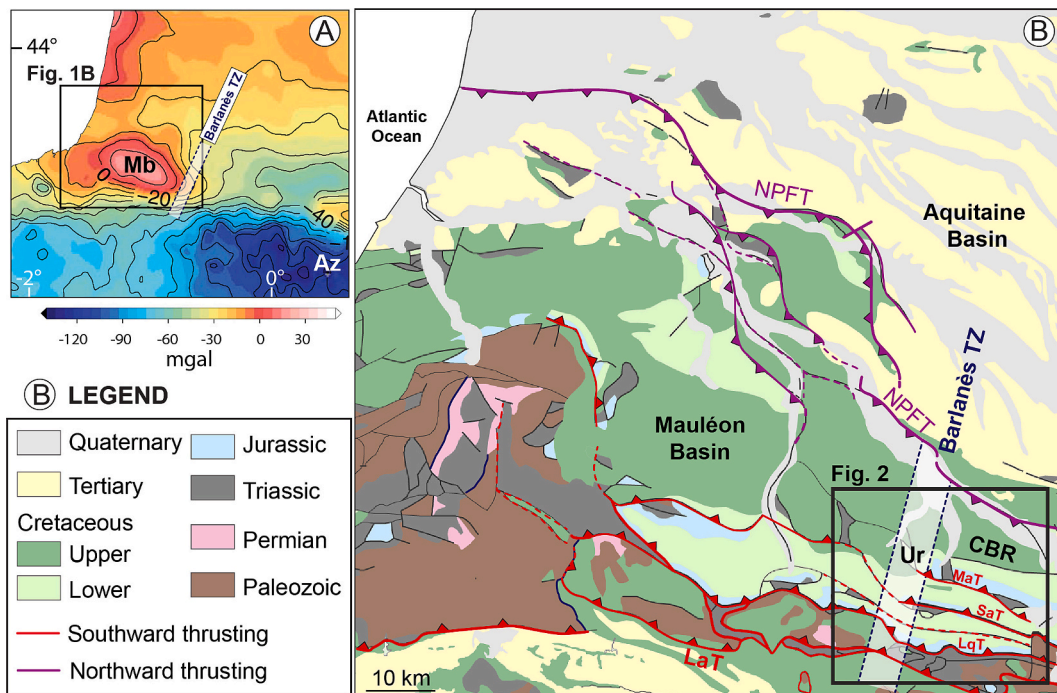 A
44°
Fig. 1B
Barlanès TZ
Mb
0
-20
-40
Az
-2°
0°
-120 -90 -60 -30 0 30
mgal
B LEGEND
Quaternary
Tertiary
Cretaceous
Upper
Lower
Jurassic
Triassic
Permian
Paleozoic
Southward thrusting
Northward thrusting
B
Atlantic
Ocean
NPFT
Aquitaine
Basin
Barlanès TZ
NPFT
Mauléon
Basin
Fig. 2
Ur
CBR
MaT
SaT
LqT
LaT
10 km